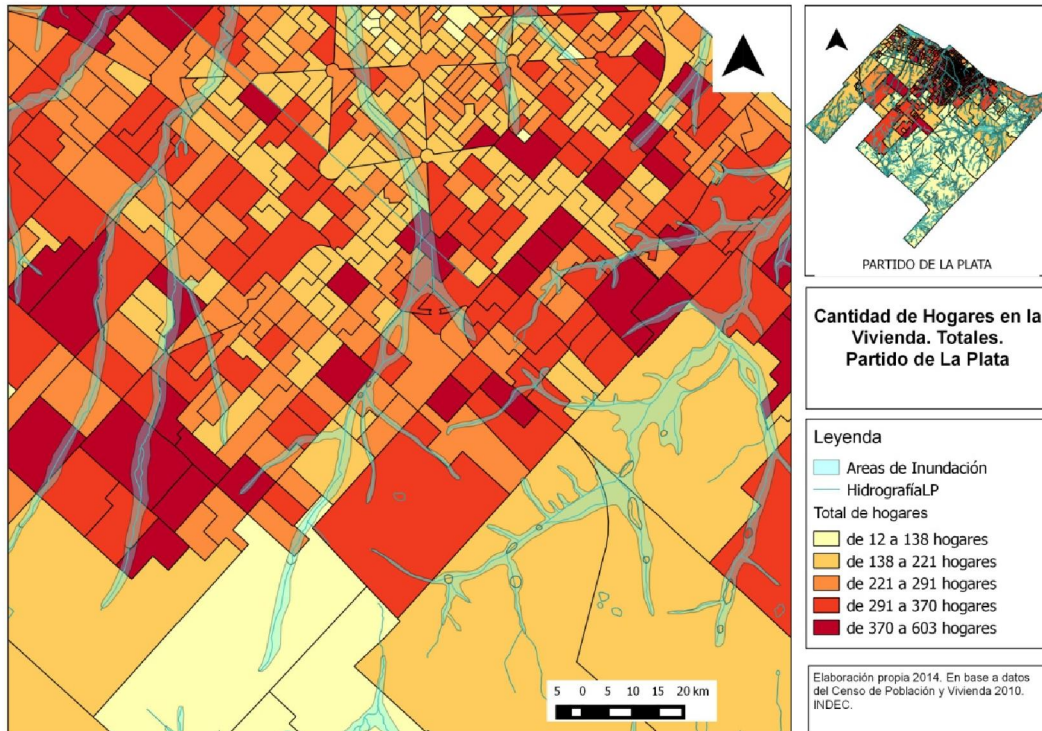 PARTIDO DE LA PLATA
Cantidad de Hogares en la
Vivienda. Totales.
Partido de La Plata
Leyenda
Areas de Inundación
HidrografíaLP
Total de hogares
de 12 a 138 hogares
de 138 a 221 hogares
de 221 a 291 hogares
de 291 a 370 hogares
de 370 a 603 hogares
5 0 5 10 15 20 km
Elaboración propia 2014. En base a datos
del Censo de Población y Vivienda 2010.
INDEC.